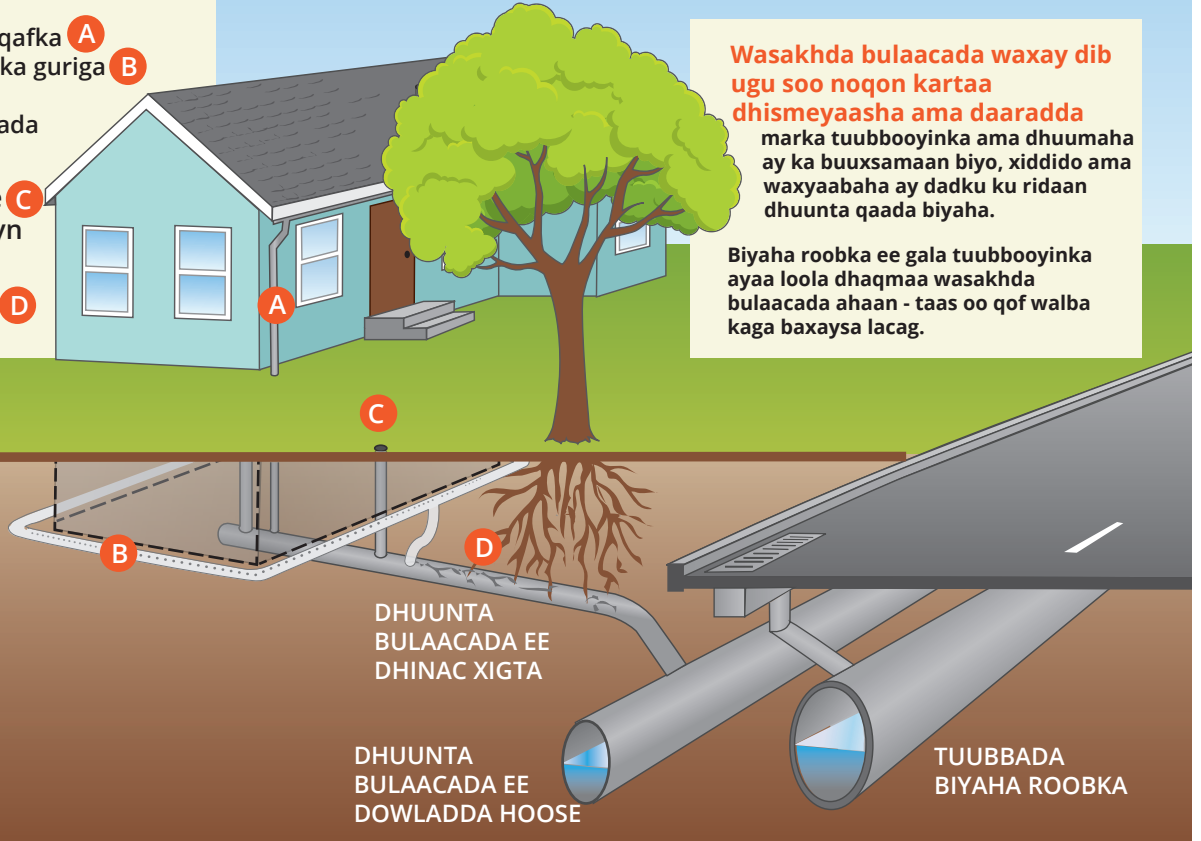 qafka A
ka guriga B
ada
C
yn
D
Wasakhda bulaacada waxay dib
ugu soo noqon kartaa
dhismeyaasha ama daaradda
marka tuubbooyinka ama dhuumaha
ay ka buuxsamaan biyo, xiddido ama
waxyaabaha ay dadku ku ridaan
dhuunta qaada biyaha.
Biyaha roobka ee gala tuubbooyinka
ayaa loola dhaqmaa wasakhda
bulaacada ahaan - taas oo qof walba
kaga baxaysa lacag.
A
C
B
D
DHUUNTA
BULAACADA EE
DHINAC XIGTA
DHUUNTA
BULAACADA EE
DOWLADDA HOOSE
TUUBBADA
BIYAHA ROOBKA